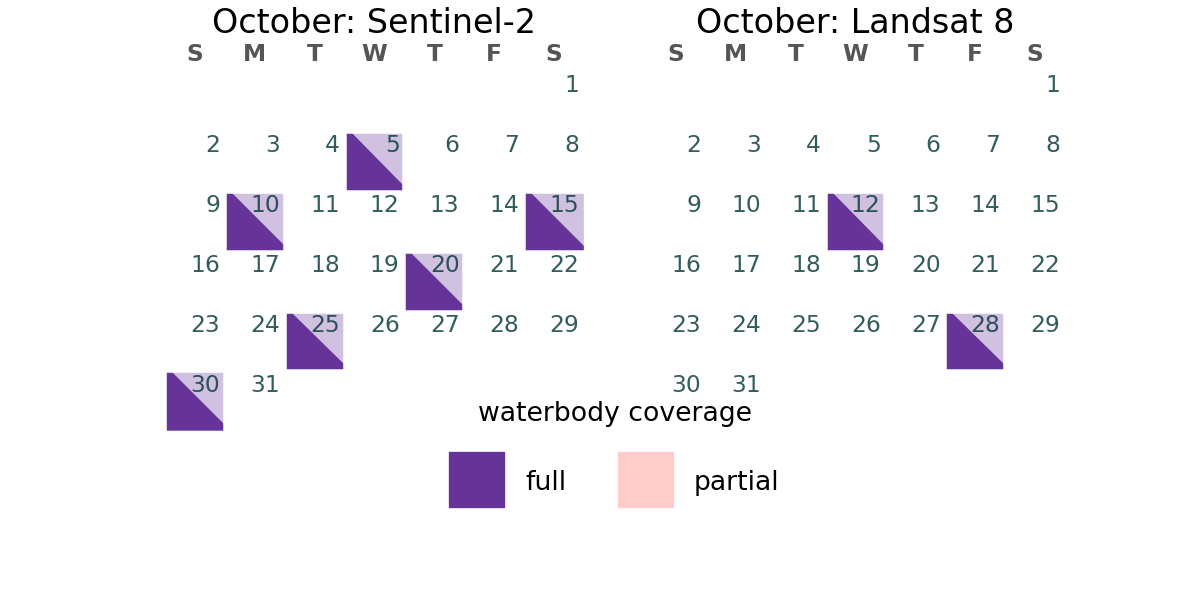 October: Sentinel-2
S M T W T F S
1
2 3 4 5 6 7 8
9 10 11 12 13 14 15
16 17 18 19 20 21 22
23 24 25 26 27 28 29
30 31
October: Landsat 8
S M T W T F S
1
2 3 4 5 6 7 8
9 10 11 12 13 14 15
16 17 18 19 20 21 22
23 24 25 26 27 28 29
30 31
waterbody coverage
full partial